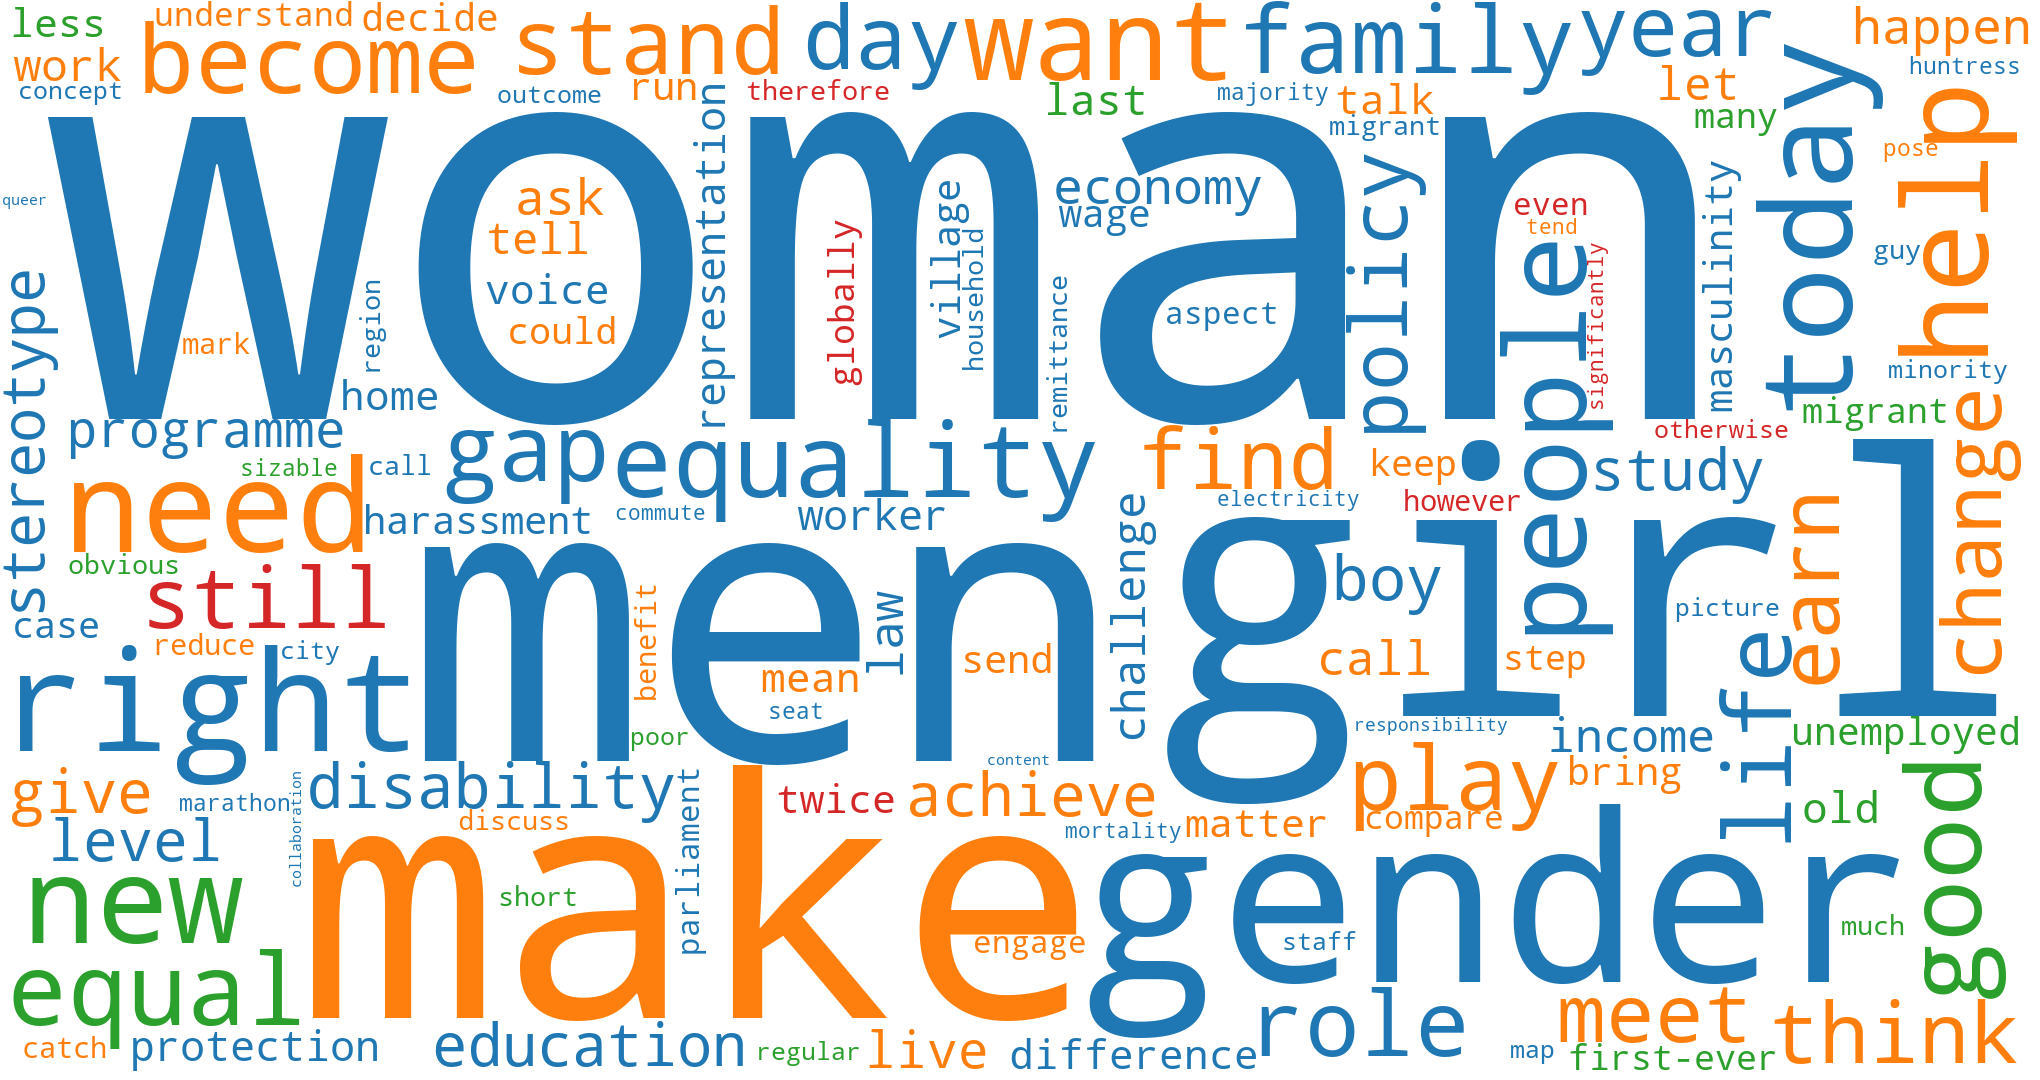 less
understand
decide
become
stand
day
want
family
year
happen
work
concept
outcome
run
therefore
last
majority
talk
migrant
let
many
huntress
today
help
pose
queer
woman
ask
tell
voice
could
mark
region
home
representation
globally
village
household
remittance
economy
wage
aspect
policy
even
tend
people
significantly
masculinity
guy
minority
migrant
otherwise
stereotype
programme
sizable
call
gap
equality
find
keep
study
change
need
harassment
commute
worker
electricity
however
obvious
still
men
girl
boy
challenge
earn
case
reduce
city
benefit
law
mean
send
seat
call
step
picture
life
right
poor
content
responsibility
income
unemployed
give
marathon
collaboration
disability
discuss
parliament
twice
achieve
mortality
matter
play
compare
bring
old
good
level
new
short
make
engage
gender
staff
much
equal
catch
protection
education
regular
live
difference
role
map
meet
first-ever
think